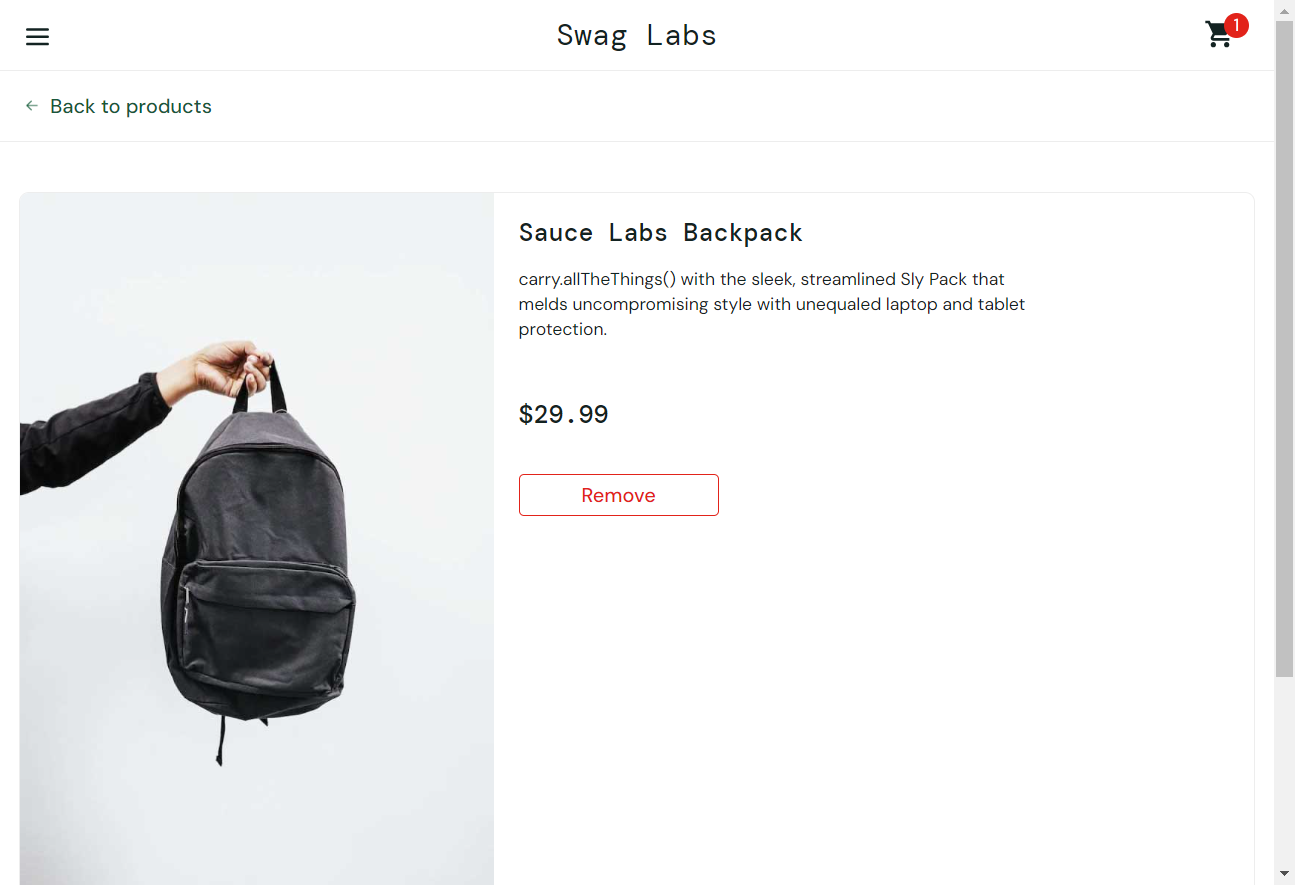 Swag Labs
1
Back to products
Sauce Labs Backpack
carry.allTheThings() with the sleek, streamlined Sly Pack that
melds uncompromising style with unequaled laptop and tablet
protection.
$29.99
Remove